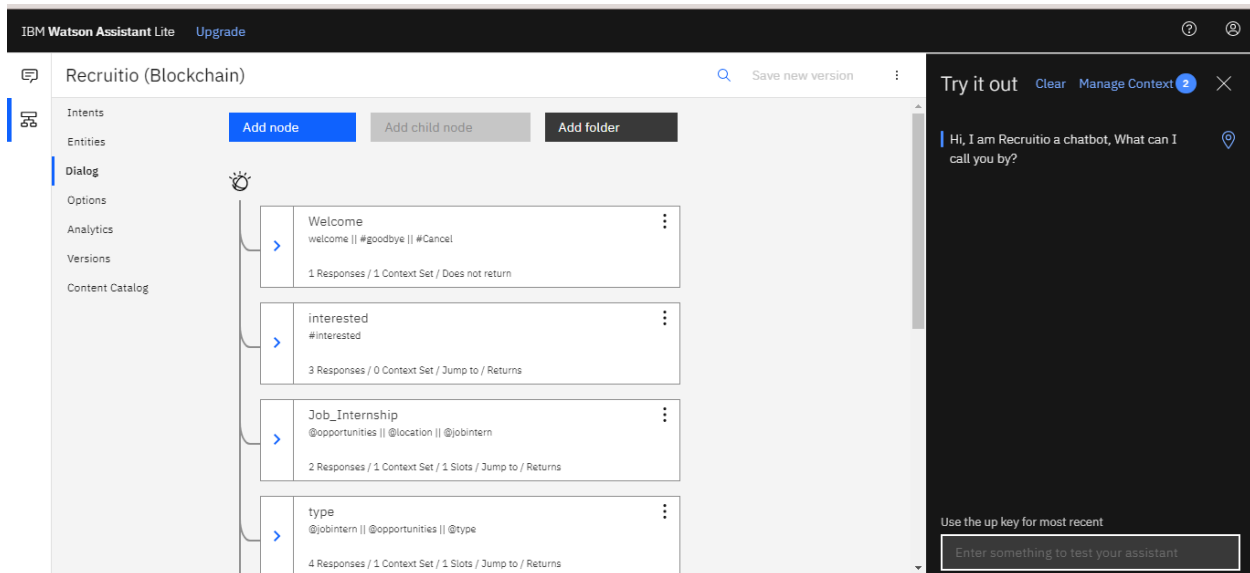 IBM Watson Assistant Lite Upgrade
Recruitio (Blockchain)
Save new version
Intents
Entities
Dialog
Options
Analytics
Versions
Content Catalog
Add node
Add child node
Add folder
Welcome
welcome || #goodbye || #Cancel
1 Responses / 1 Context Set / Does not return
interested
#interested
3 Responses / 0 Context Set / Jump to / Returns
Job_Internship
@opportunities || @location || @jobintern
2 Responses / 1 Context Set / 1 Slots / Jump to / Returns
type
@jobintern || @opportunities || @type
4 Responses / 1 Context Set / 1 Slots / Jump to / Returns
Try it out Clear Manage Context 2
Hi, I am Recruitio a chatbot, What can I
call you by?
Use the up key for most recent
Enter something to test your assistant